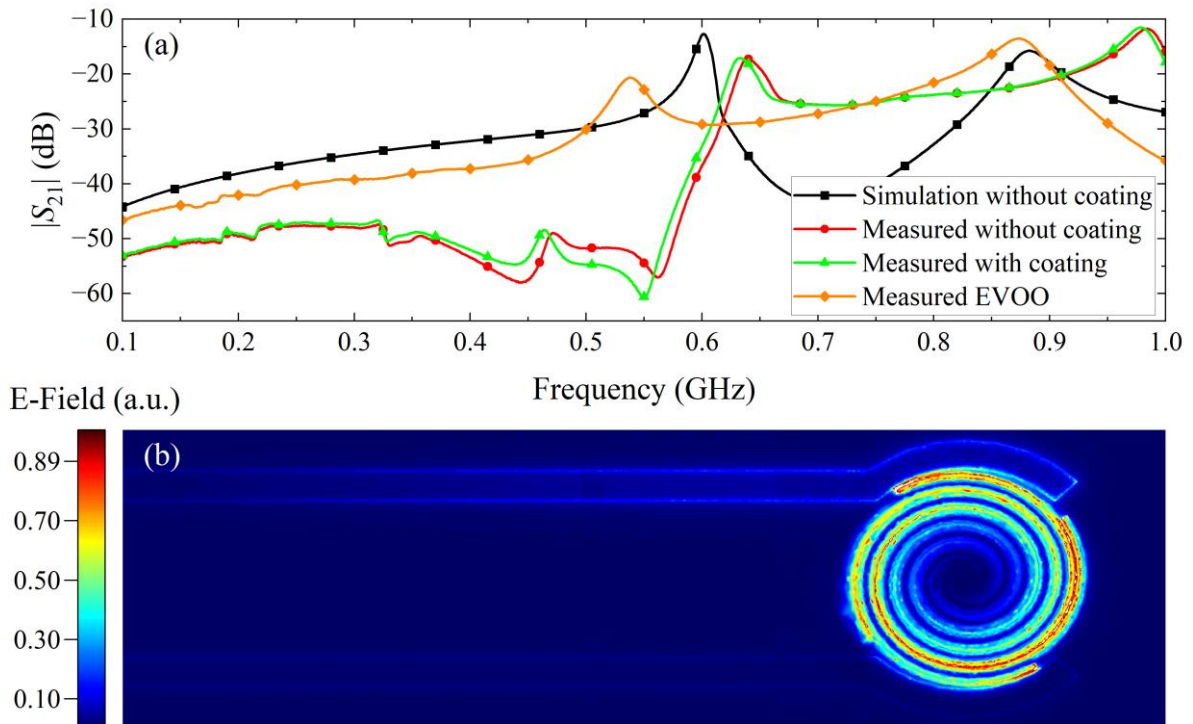 −10
(a)
−20
−30
−40
−50
−60
|S21| (dB)
Simulation without coating
Measured without coating
Measured with coating
Measured EVOO
0.1 0.2 0.3 0.4 0.5 0.6 0.7 0.8 0.9 1.0
Frequency (GHz)
E-Field (a.u.)
(b)
0.89
0.70
0.50
0.30
0.10